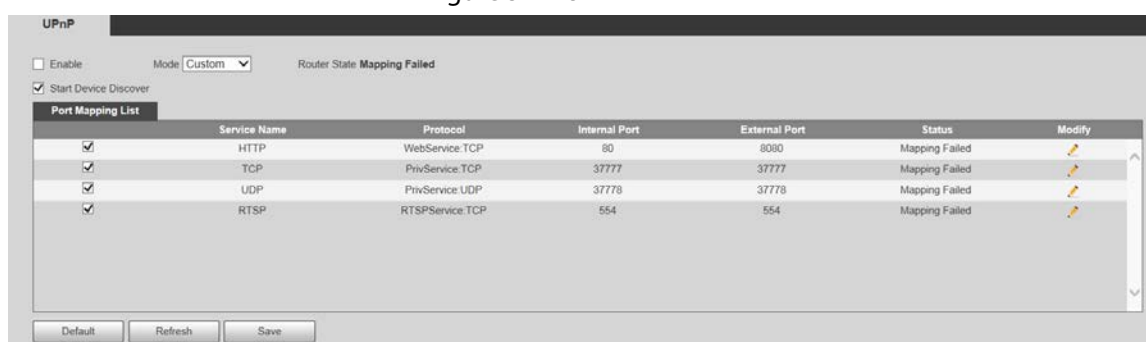 UPnP
Enable Mode Custom Router State Mapping Failed
Start Device Discover
Port Mapping List
Service Name Protocol Internal Port External Port Status Modify
HTTP WebService:TCP 80 8080 Mapping Failed
TCP PrivService:TCP 37777 37777 Mapping Failed
UDP PrivService:UDP 37778 37778 Mapping Failed
RTSP RTSPService:TCP 554 554 Mapping Failed
Default Refresh Save